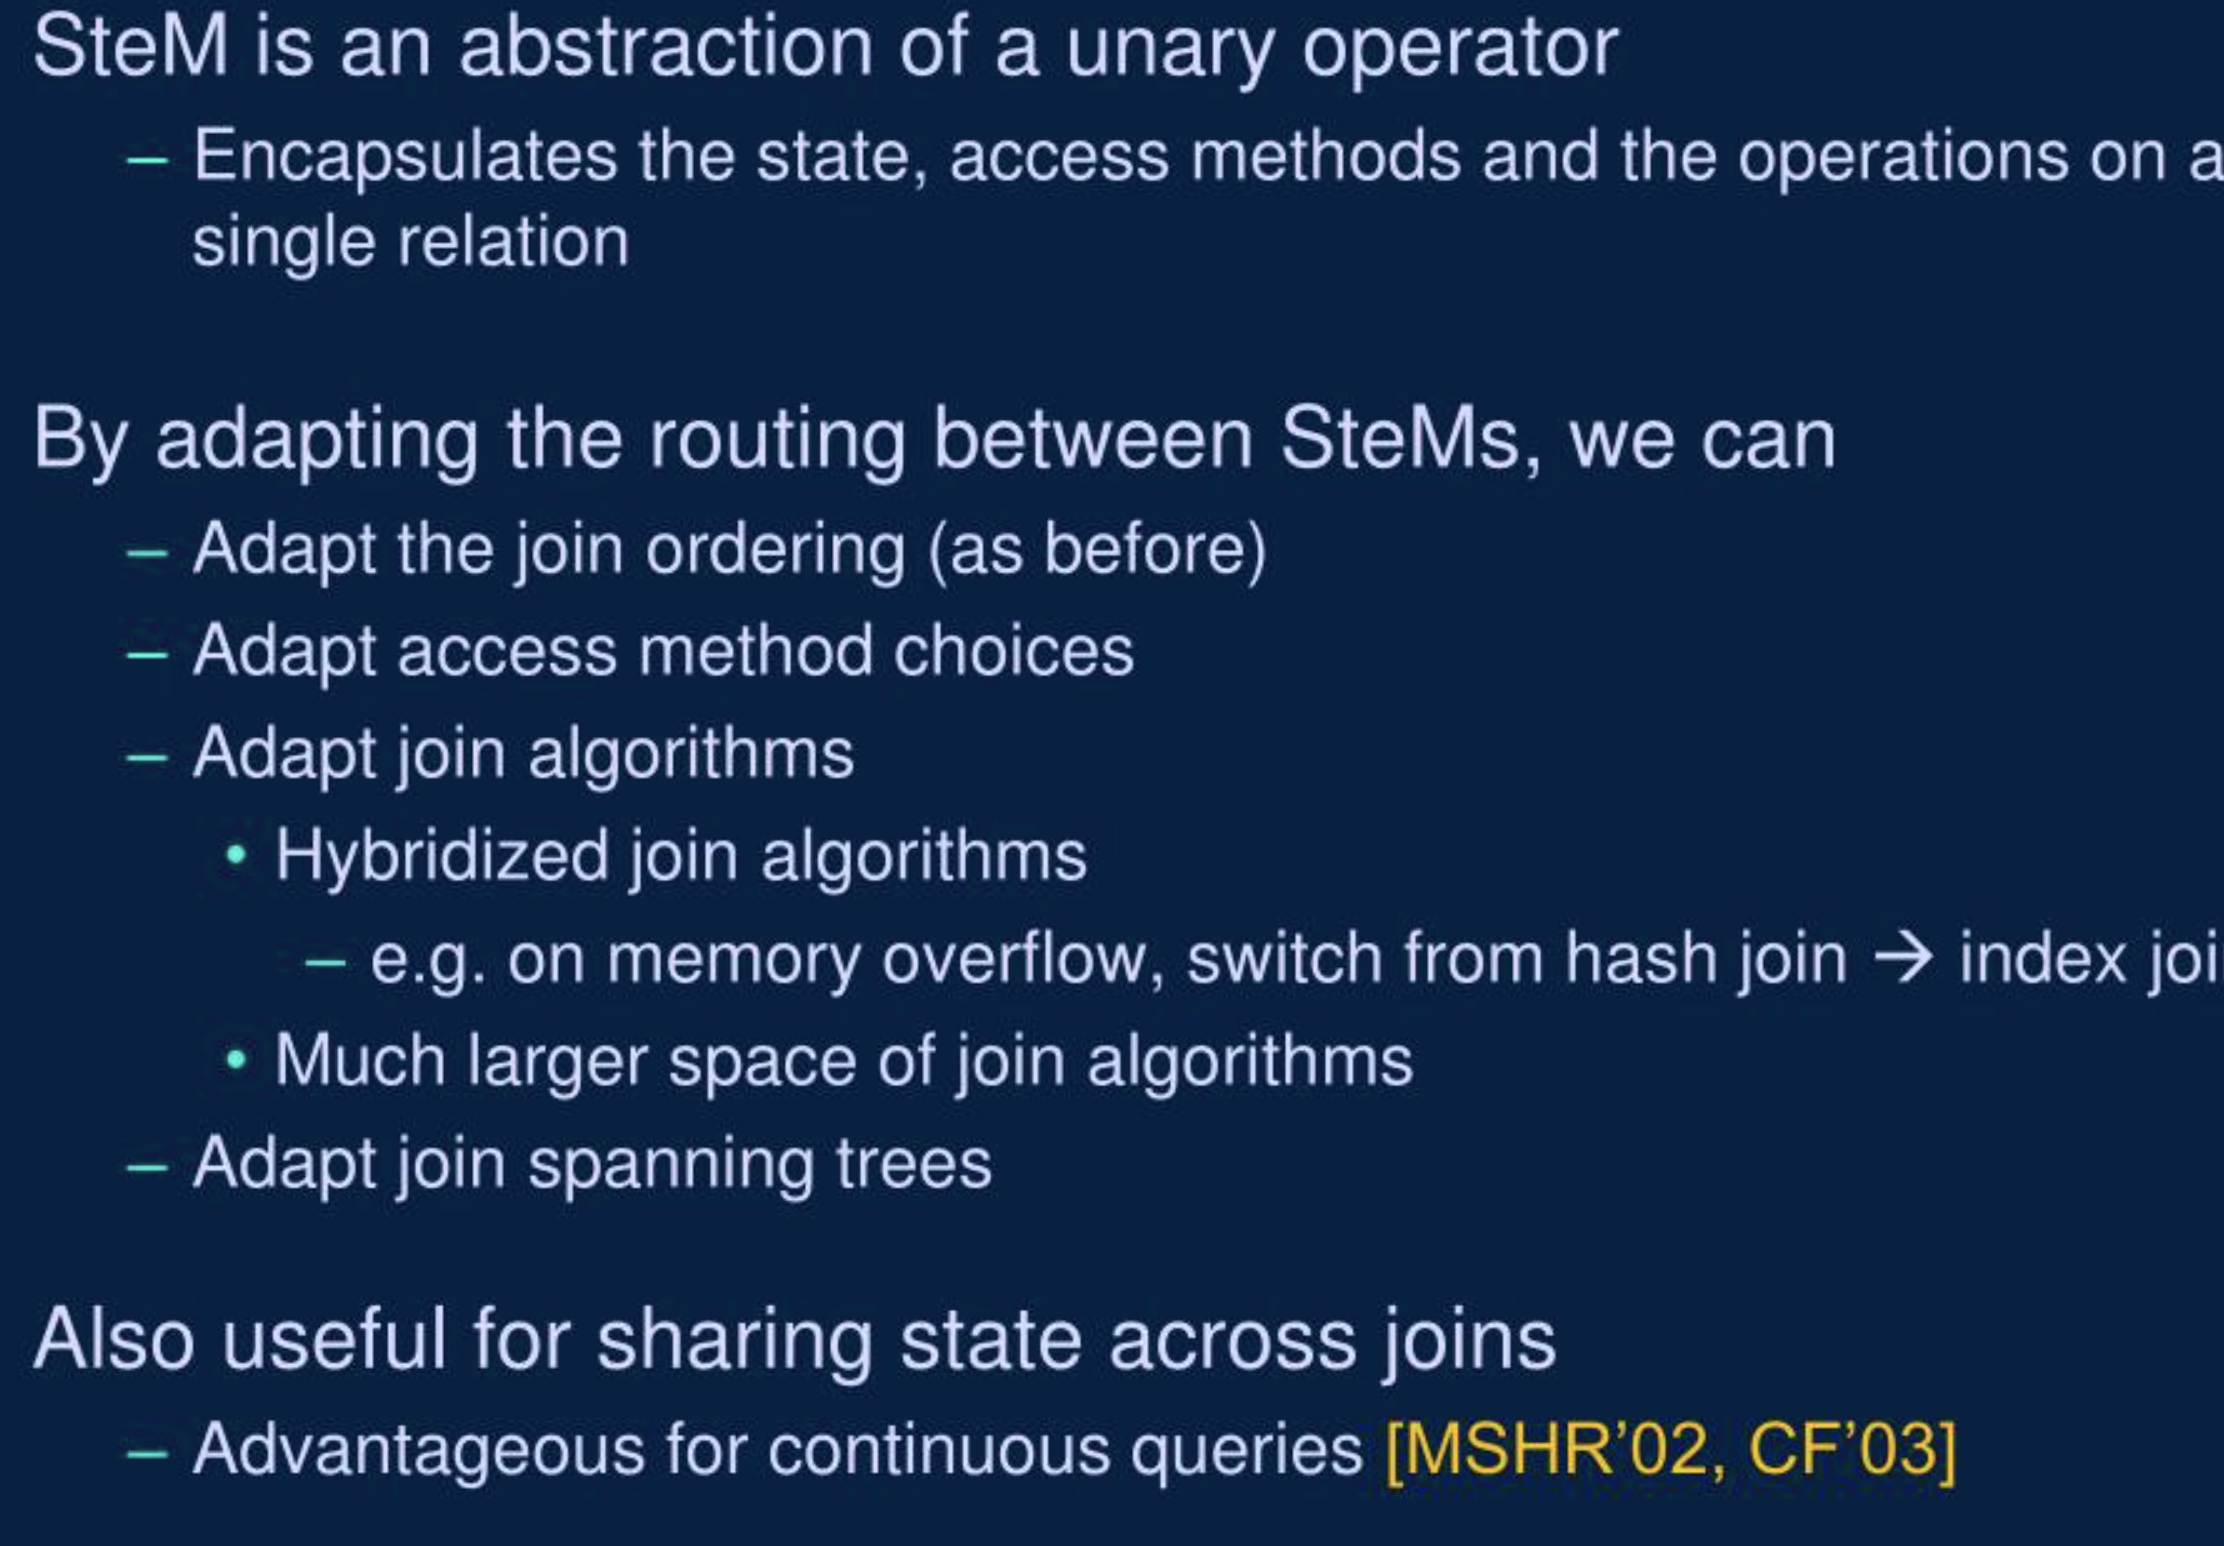 SteM is an abstraction of a unary operator
– Encapsulates the state, access methods and the operations on a
single relation
By adapting the routing between SteMs, we can
– Adapt the join ordering (as before)
– Adapt access method choices
– Adapt join algorithms
• Hybridized join algorithms
– e.g. on memory overflow, switch from hash join → index joi
• Much larger space of join algorithms
– Adapt join spanning trees
Also useful for sharing state across joins
– Advantageous for continuous queries [MSHR’02, CF’03]